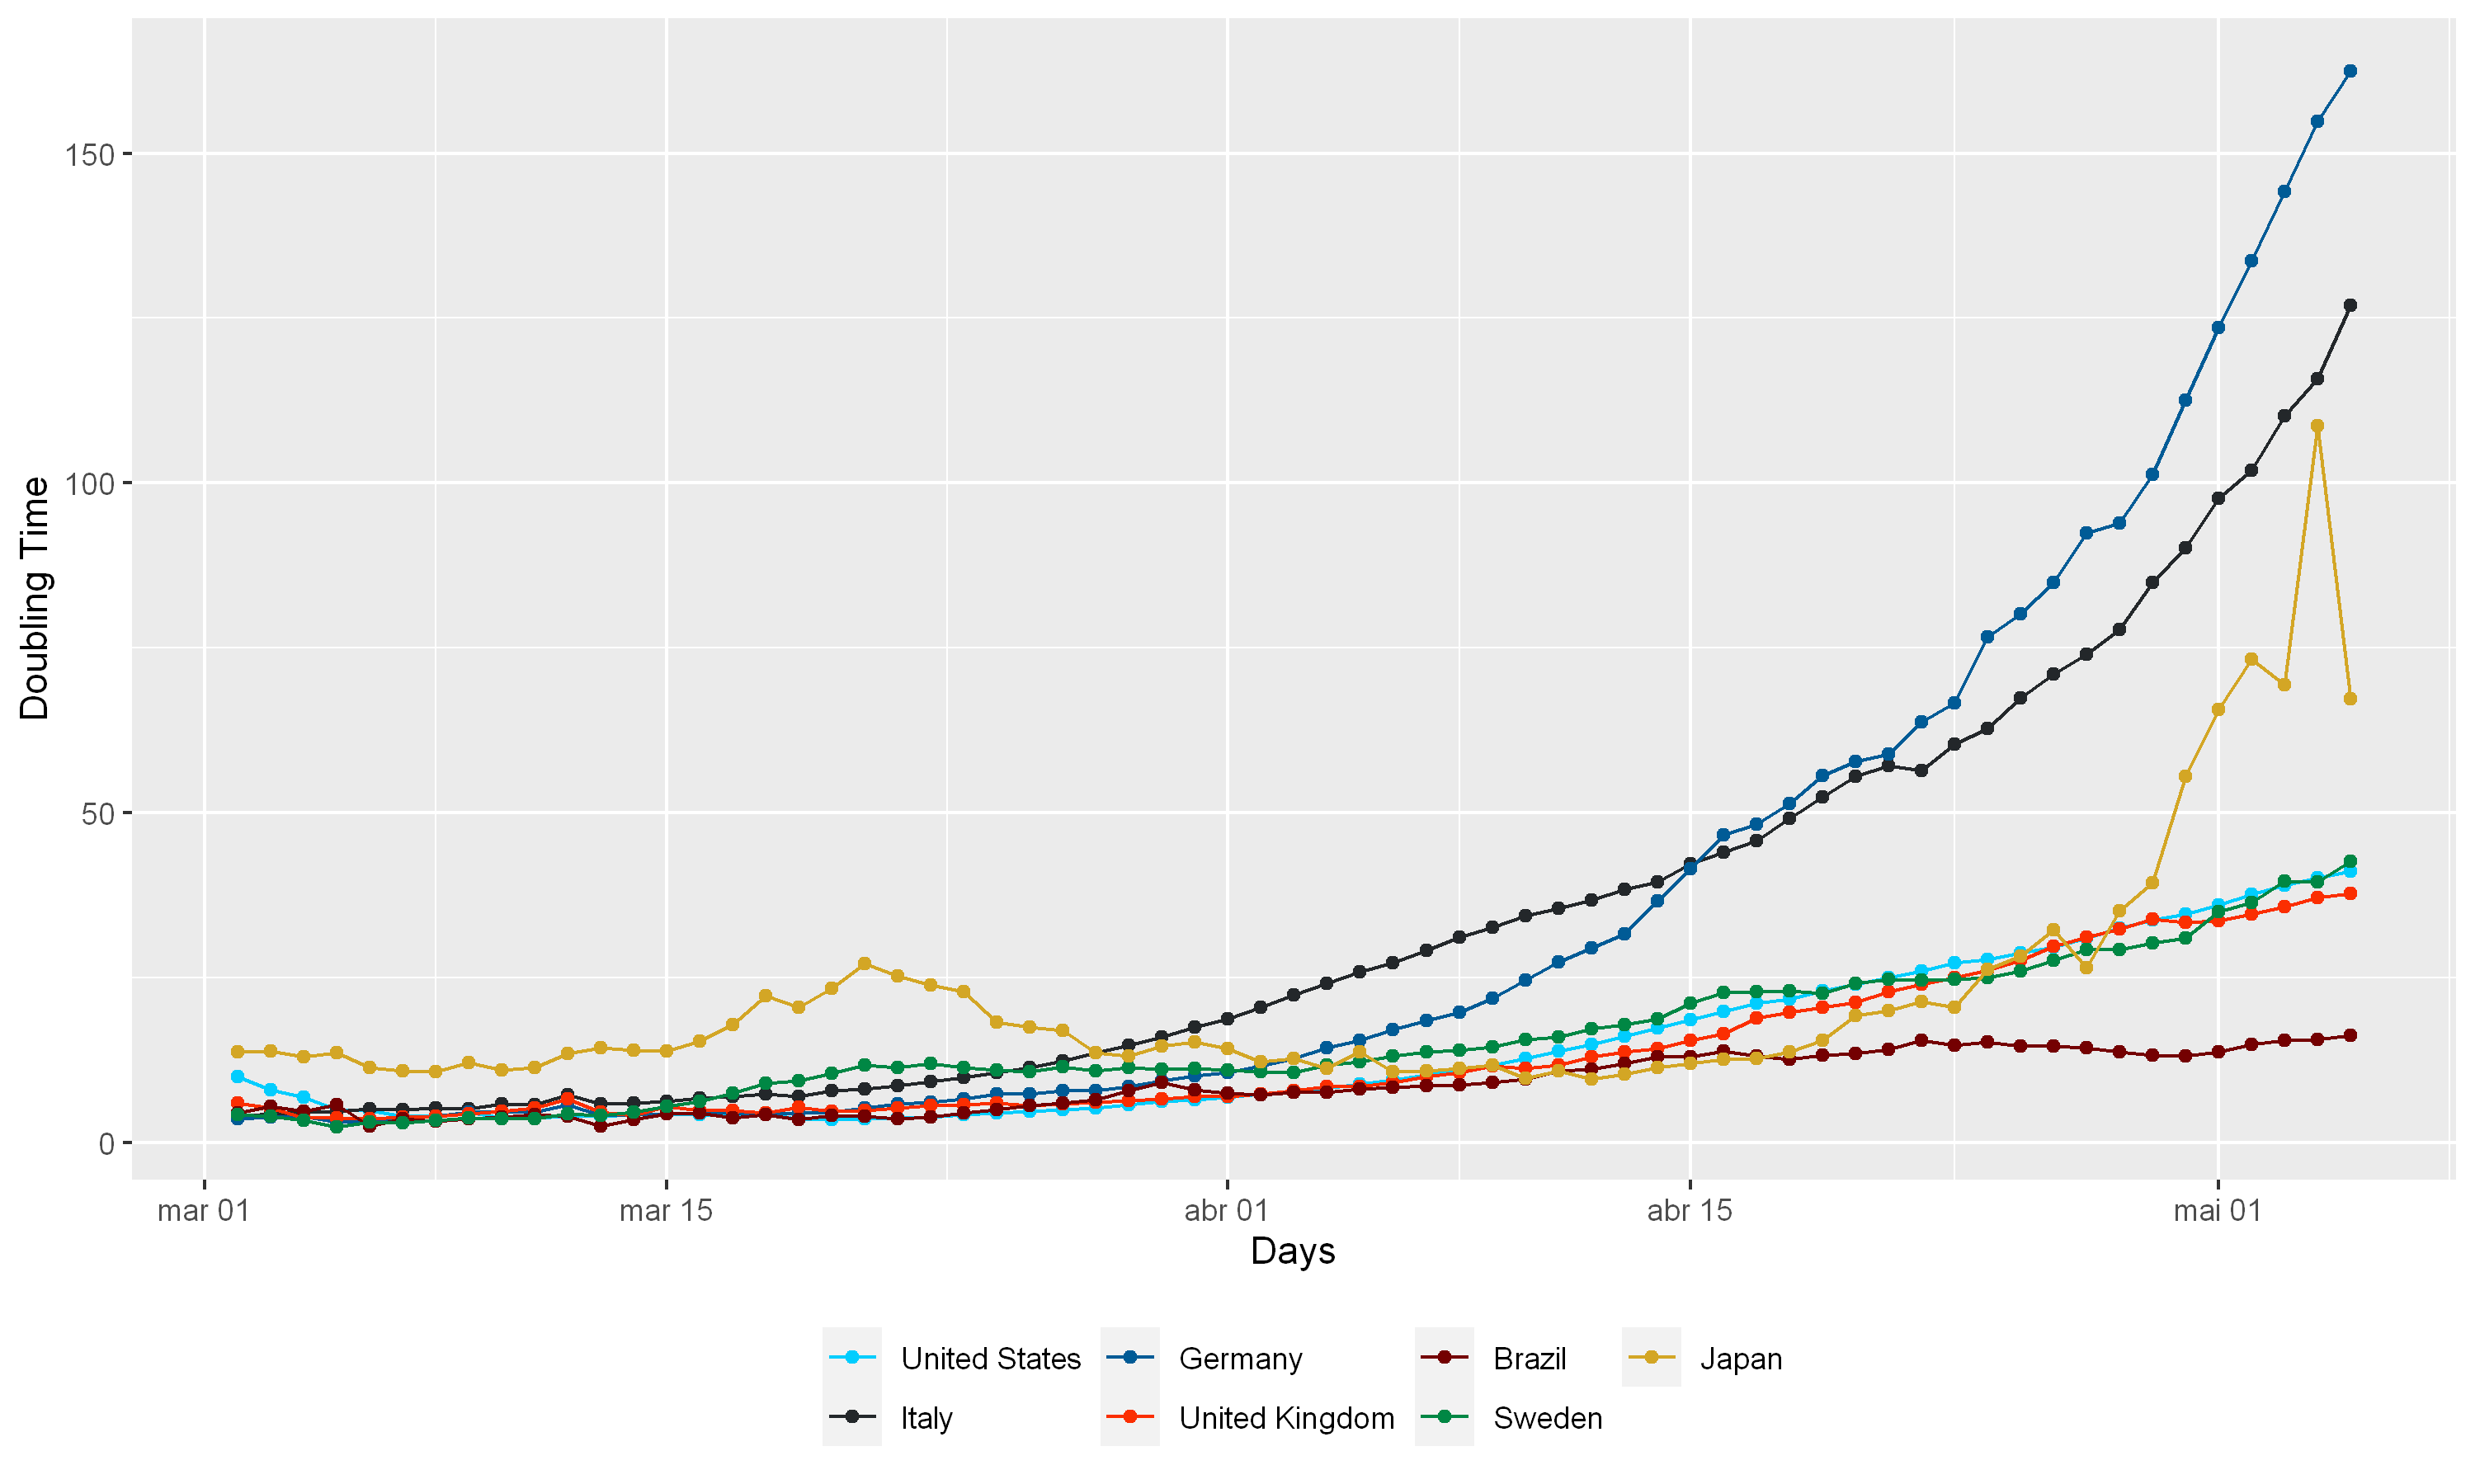 Doubling Time
150
100
50
0
mar 01 mar 15 abr 01 abr 15 mai 01
Days
United States Germany Brazil Japan
Italy United Kingdom Sweden